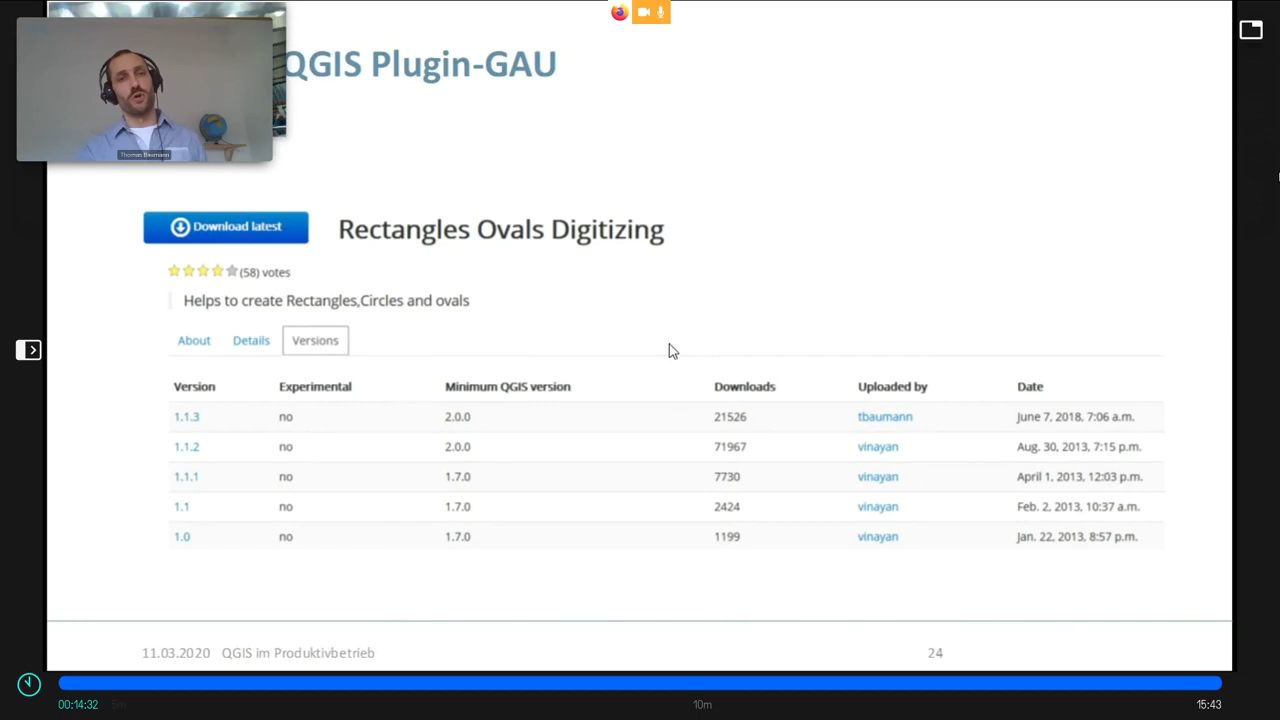 QGIS Plugin-GAU
Thomas Baumann
Download latest
Rectangles Ovals Digitizing
(58) votes
Helps to create Rectangles,Circles and ovals
About Details Versions
Version Experimental Minimum QGIS version Downloads Uploaded by Date
1.1.3 no 2.0.0 21526 tbaumann June 7, 2018, 7:06 a.m.
1.1.2 no 2.0.0 71967 vinayan Aug. 30, 2013, 7:15 p.m.
1.1.1 no 1.7.0 7730 vinayan April 1, 2013, 12:03 p.m.
1.1 no 1.7.0 2424 vinayan Feb. 2, 2013, 10:37 a.m.
1.0 no 1.7.0 1199 vinayan Jan. 22, 2013, 8:57 p.m.
11.03.2020 QGIS im Produktivbetrieb 24
00:14:32 5m 10m 15:43